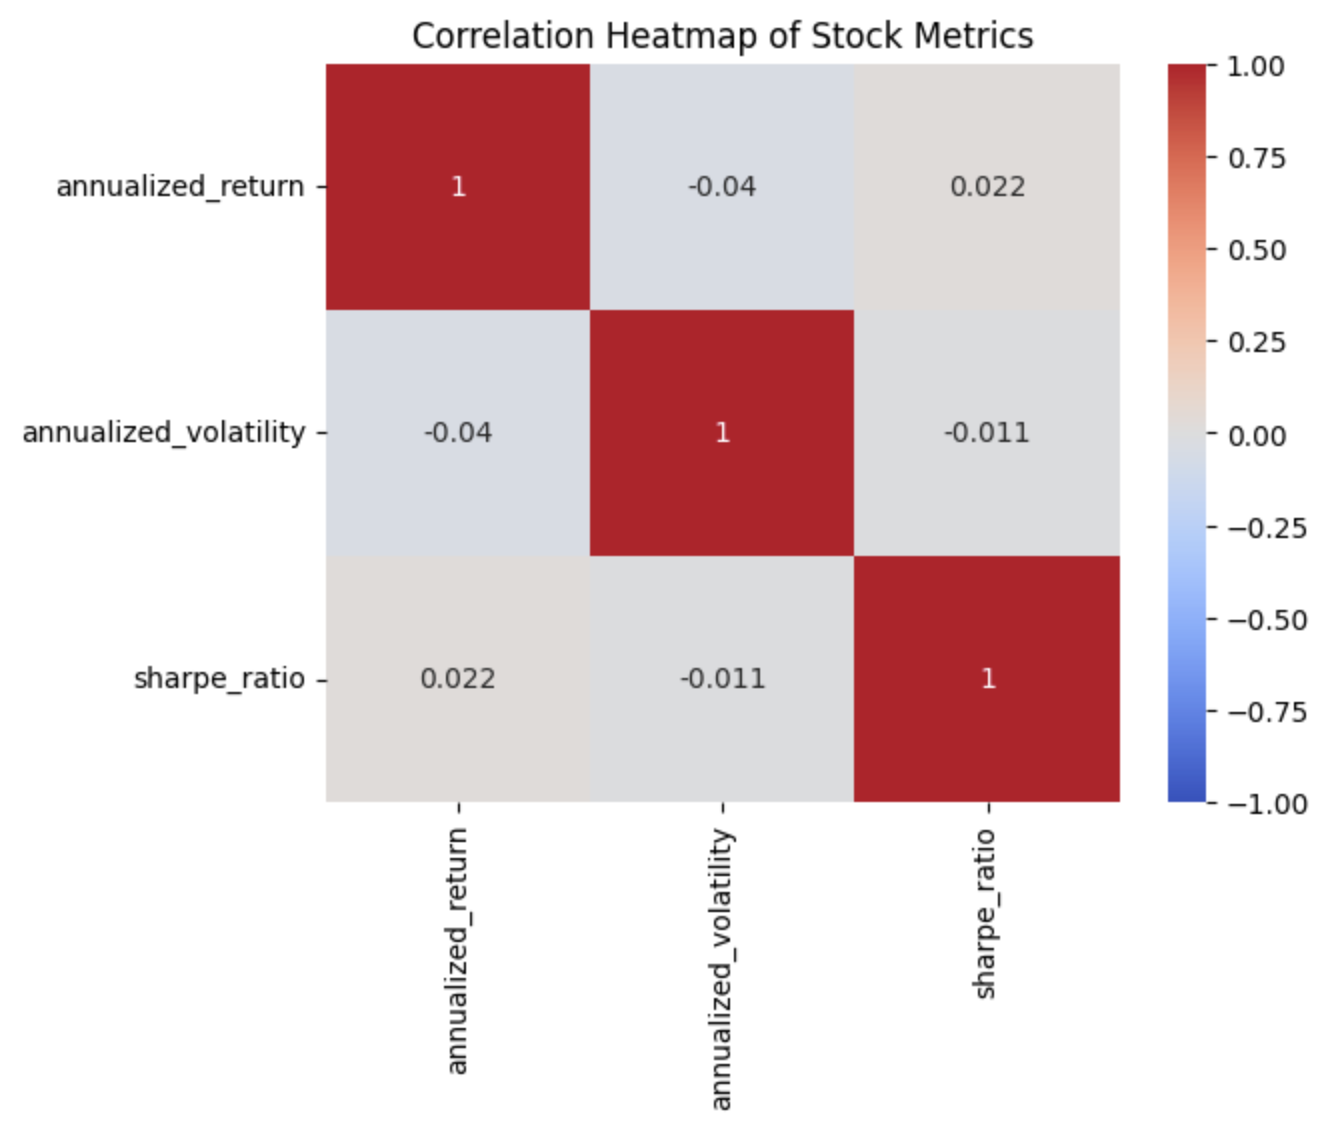 Correlation Heatmap of Stock Metrics
annualized_return
1
-0.04
0.022
annualized_volatility
-0.04
1
-0.011
sharpe_ratio
0.022
-0.011
1
annualized_return
annualized_volatility
sharpe_ratio
1.00
0.75
0.50
0.25
0.00
−0.25
−0.50
−0.75
−1.00